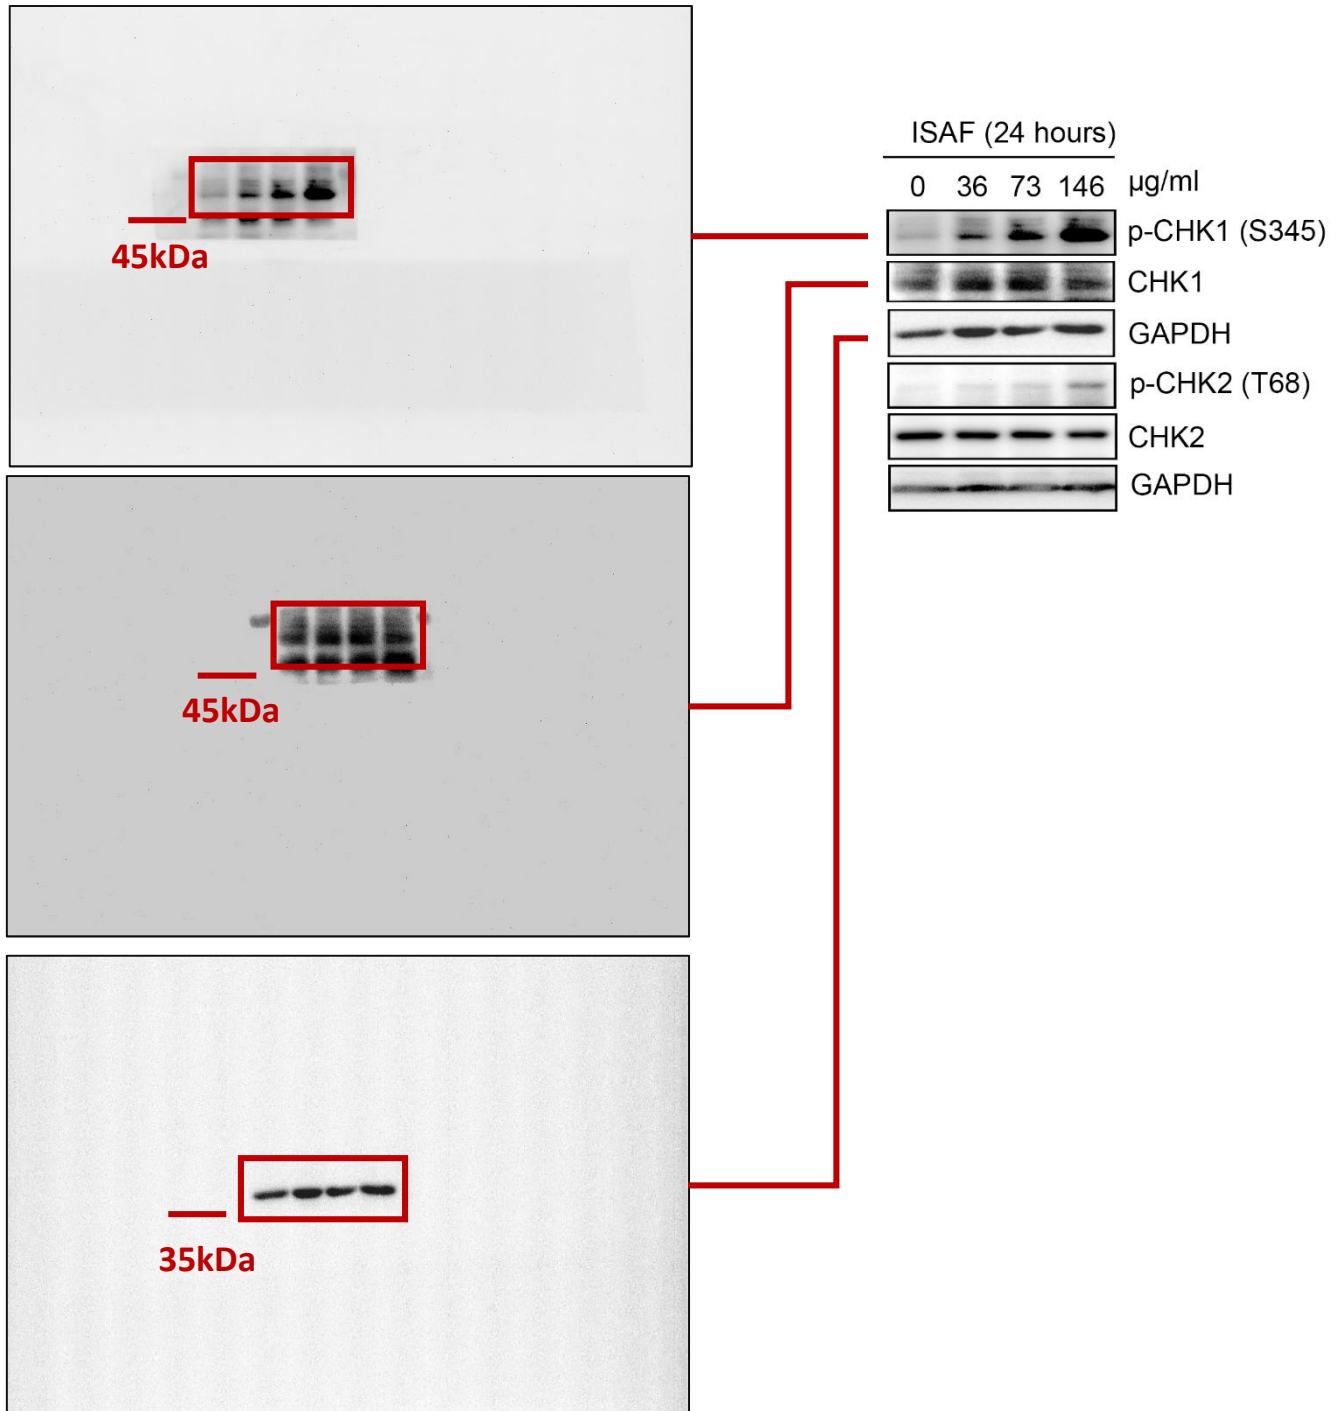 45kDa
45kDa
35kDa
ISAF (24 hours)
0 36 73 146 µg/ml
p-CHK1 (S345)
CHK1
GAPDH
p-CHK2 (T68)
CHK2
GAPDH